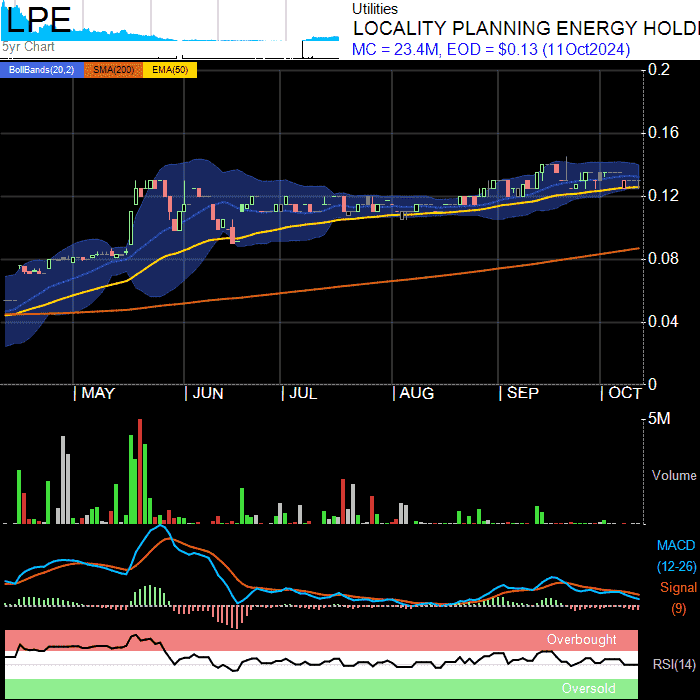 LPE
5yr Chart
Utilities
LOCALITY PLANNING ENERGY HOLDI
MC = 23.4M, EOD = $0.13 (11Oct2024)
BollBands(20,2) SMA(200) EMA(50)
0.2
0.16
0.12
0.08
0.04
0
MAY JUN JUL AUG SEP OCT
5M
Volume
MACD
(12-26)
Signal
(9)
Overbought
RSI(14)
Oversold